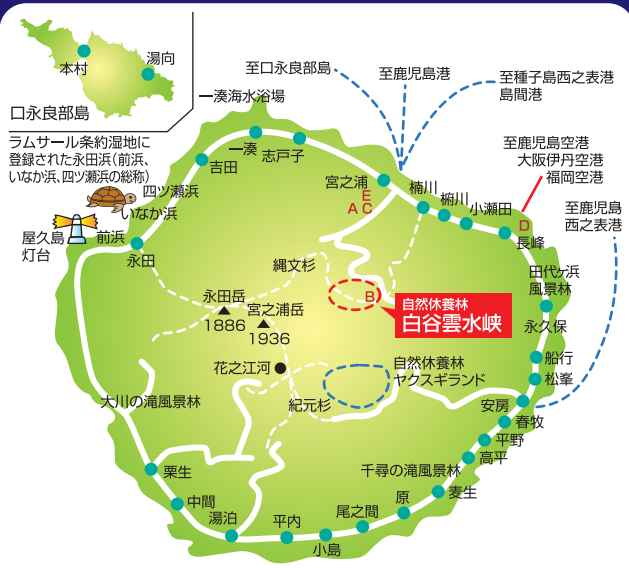 本村
湯向
口永良部島
ラムサール条約湿地に
登録された永田浜(前浜、
いなか浜、四ツ瀬浜の総称)
至口永良部島
至鹿児島港
至種子島西之表港
島間港
至鹿児島空港
大阪伊丹空港
福岡空港
至鹿児島
西之表港
一湊海水浴場
一湊
志戸子
吉田
宮之浦
E
A C
楠川
椨川
小瀬田
D
長峰
四ツ瀬浜
いなか浜
前浜
屋久島
灯台
永田
縄文杉
B
自然休養林
白谷雲水峡
田代ヶ浜
風景林
永久保
永田岳
1886
宮之浦岳
1936
花之江河
自然休養林
ヤクスギランド
紀元杉
船行
松峯
安房
春牧
平野
高平
大川の滝風景林
千尋の滝風景林
麦生
原
尾之間
小島
平内
湯泊
中間
栗生